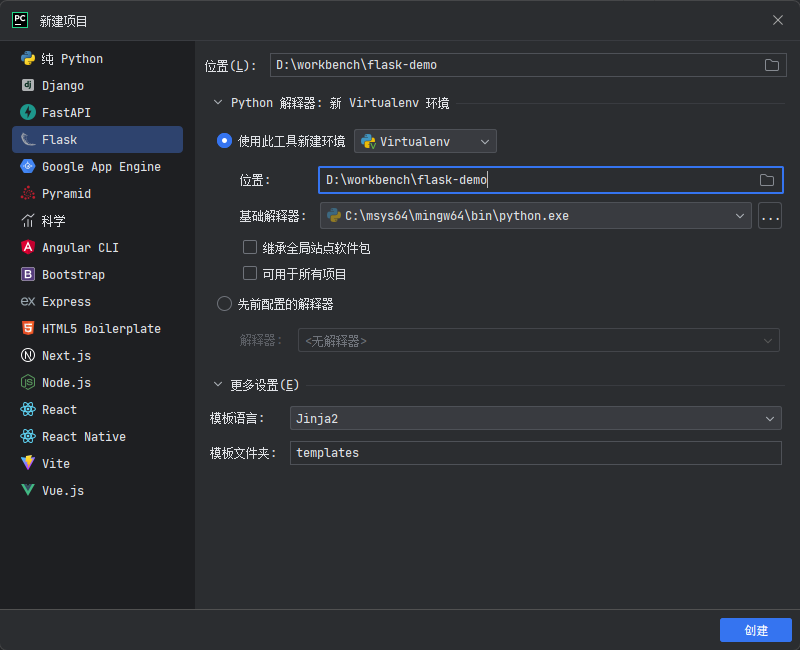 PC 新建项目
纯 Python
dj Django
FastAPI
Flask
Google App Engine
Pyramid
科学
A Angular CLI
B Bootstrap
ex Express
5 HTML5 Boilerplate
N Next.js
JS Node.js
React
React Native
Vite
Vue.js
位置(L): D:\workbench\flask-demo
Python 解释器: 新 Virtualenv 环境
使用此工具新建环境 Virtualenv
位置: D:\workbench\flask-demo
基础解释器: C:\msys64\mingw64\bin\python.exe ...
继承全局站点软件包
可用于所有项目
先前配置的解释器
解释器: <无解释器>
更多设置(E)
模板语言: Jinja2
模板文件夹: templates
创建